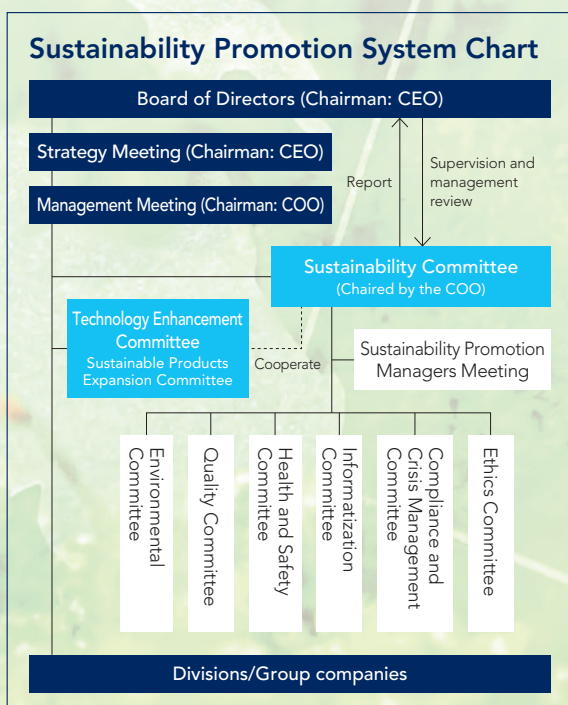 Sustainability Promotion System Chart
Board of Directors (Chairman: CEO)
Strategy Meeting (Chairman: CEO)
Management Meeting (Chairman: COO)
Report
Supervision and
management
review
Sustainability Committee
(Chaired by the COO)
Technology Enhancement
Committee
Sustainable Products
Expansion Committee
Cooperate
Sustainability Promotion
Managers Meeting
Environmental
Committee
Quality Committee
Health and Safety
Committee
Informatization
Committee
Compliance and
Crisis Management
Committee
Ethics Committee
Divisions/Group companies